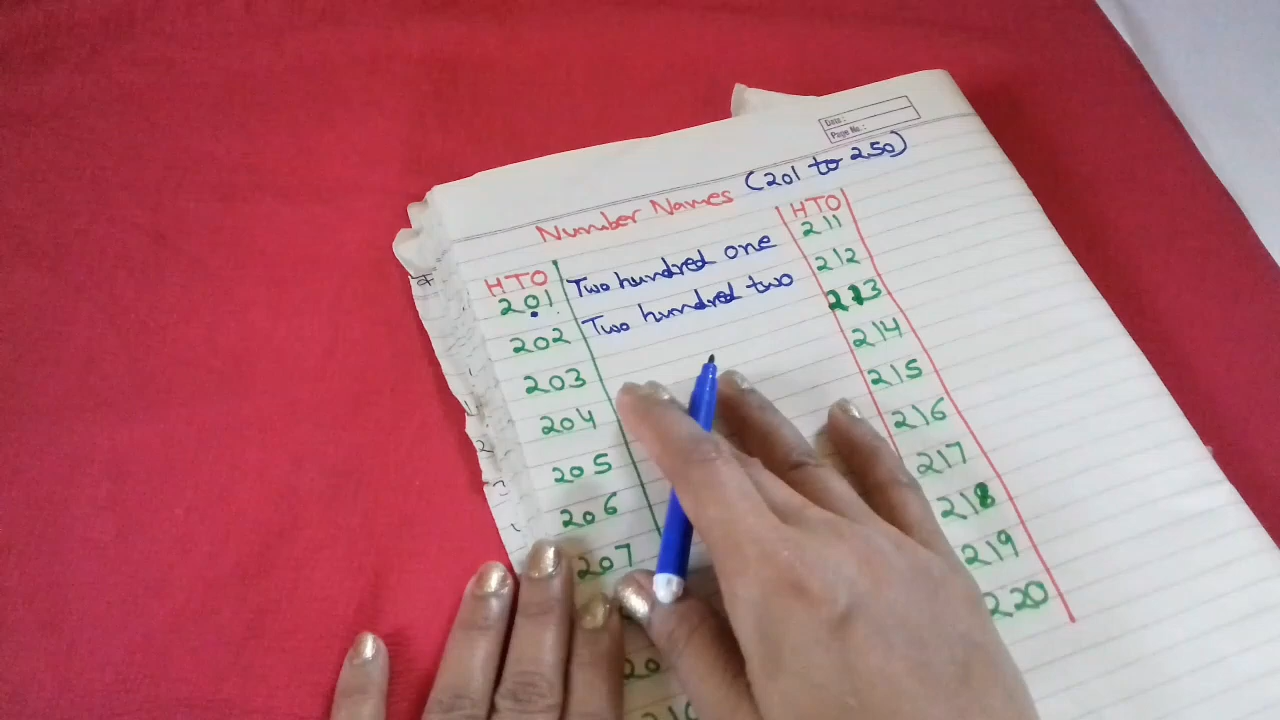 Date :
Page No. :
Number Names (201 to 250)
HTO
201 Two hundred one
202 Two hundred two
203
204
205
206
207
HTO
211
212
213
214
215
216
217
218
219
220